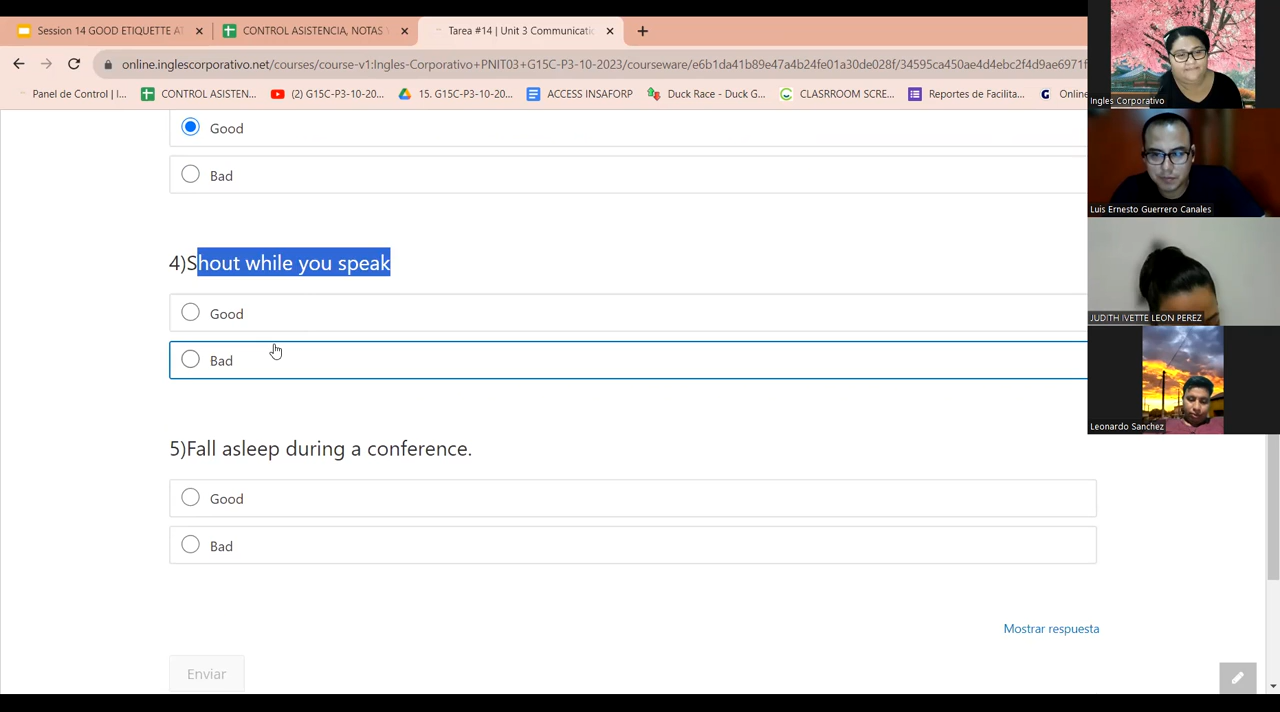 Session 14 GOOD ETIQUETTE AT
CONTROL ASISTENCIA, NOTAS
Tarea #14 | Unit 3 Communicatio
online.inglescorporativo.net/courses/course-v1:Ingles-Corporativo+PNIT03+G15C-P3-10-2023/courseware/e6b1da41b89e47a4b24fe01a30de028f/34595ca450ae4d4ebc2f4d9ae6971f
Panel de Control | I...
CONTROL ASISTEN...
(2) G15C-P3-10-20...
15. G15C-P3-10-20...
ACCESS INSAFORP
Duck Race - Duck G...
CLASRROOM SCRE...
Reportes de Facilita...
Online
Ingles Corporativo
Good
Bad
Luis Ernesto Guerrero Canales
4)Shout while you speak
Good
JUDITH IVETTE LEON PEREZ
Bad
Leonardo Sanchez
5)Fall asleep during a conference.
Good
Bad
Mostrar respuesta
Enviar